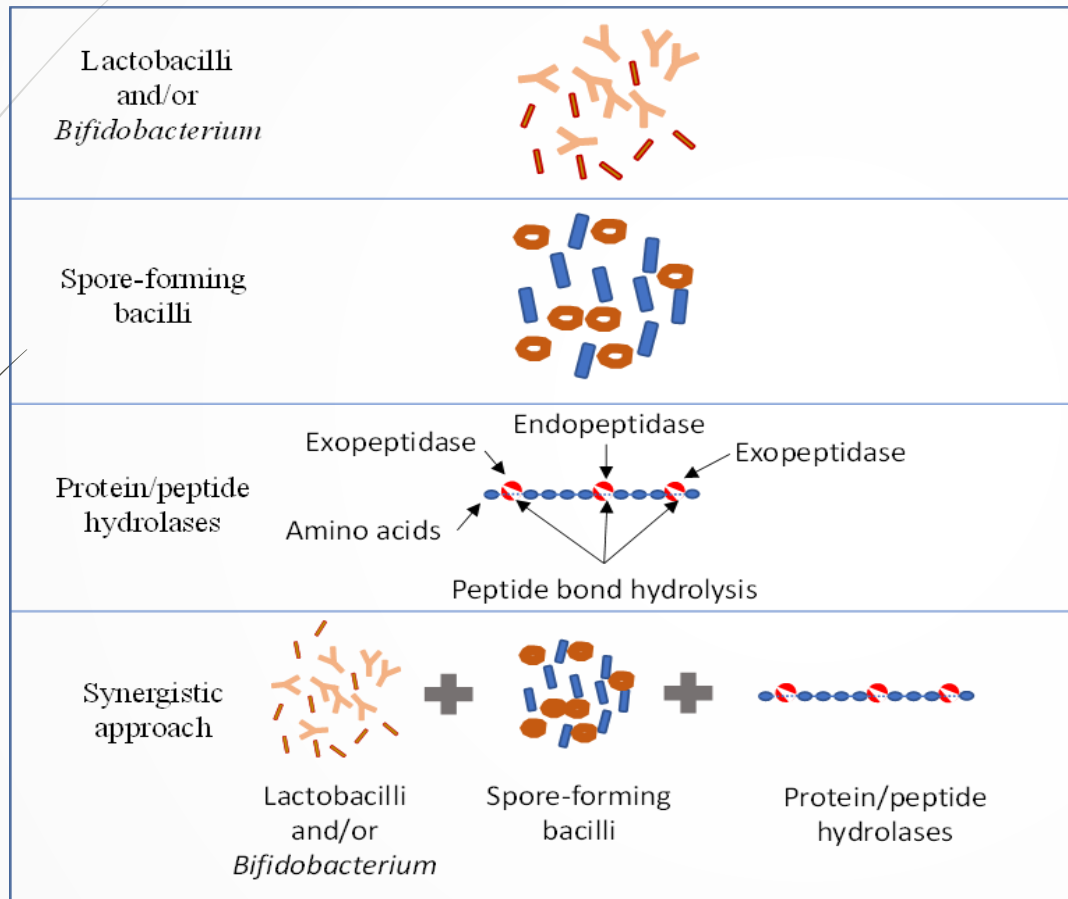 Lactobacilli
and/or
Bifidobacterium
Spore-forming
bacilli
Protein/peptide
hydrolases
Exopeptidase
Endopeptidase
Exopeptidase
Amino acids
Peptide bond hydrolysis
Synergistic
approach
Lactobacilli
and/or
Bifidobacterium
Spore-forming
bacilli
Protein/peptide
hydrolases